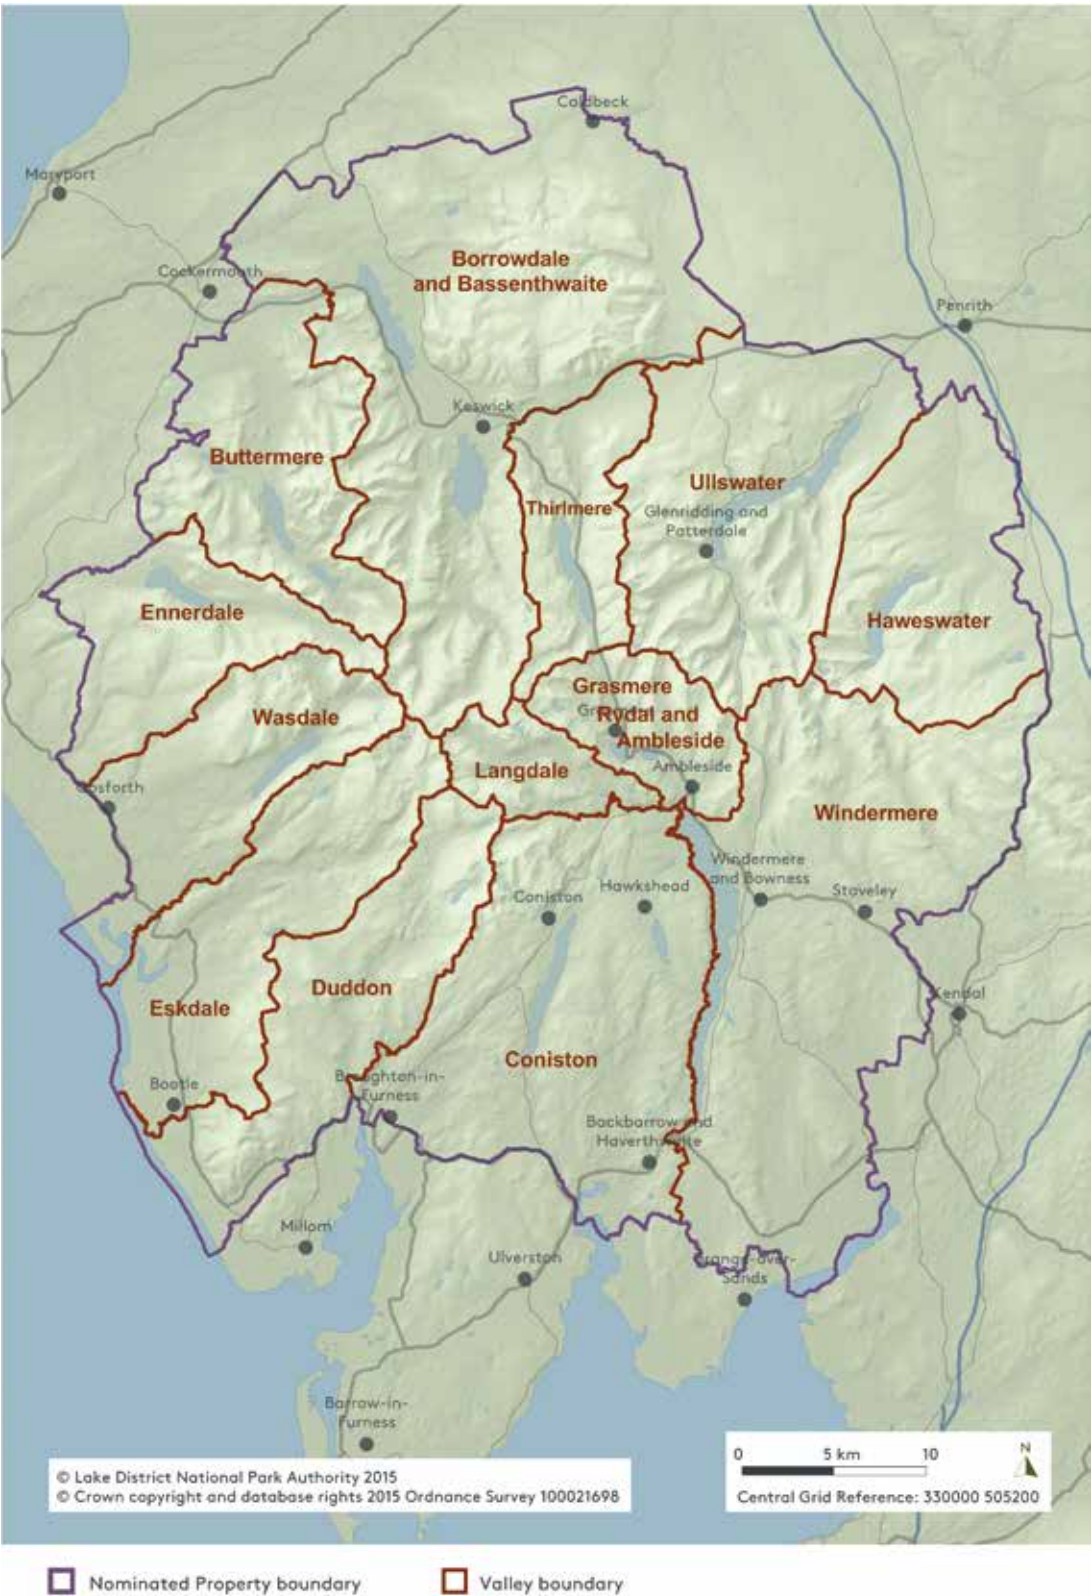 Caldbeck
Maryport
Borrowdale
and Bassenthwaite
Cockermouth
Penrith
Keswick
Buttermere
Ullswater
Thirlmere
Glenridding and
Patterdale
Ennerdale
Haweswater
Grasmere
Rydal and
Ambleside
Wasdale
Langdale
Ambleside
Gosforth
Windermere
Windermere
and Bowness
Hawkshead
Staveley
Coniston
Duddon
Eskdale
Kendal
Coniston
Bootle
Broughten-in-
Furness
Backbarrow and
Haverthwaite
Millom
Ulverston
Grange-over-
Sands
Barrow-in-
Furness
0 5 km 10
N
Central Grid Reference: 330000 505200
© Lake District National Park Authority 2015
© Crown copyright and database rights 2015 Ordnance Survey 100021698
Nominated Property boundary
Valley boundary